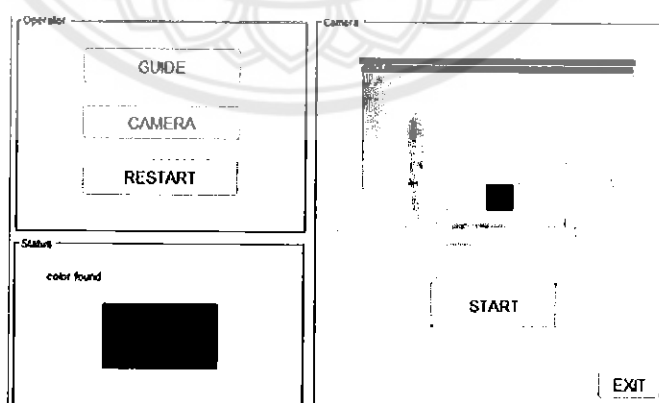 Operator
GUIDE
CAMERA
RESTART
Status
color found
Camera
START
EXIT